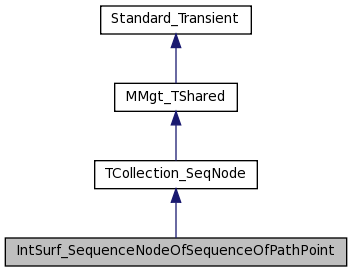 Standard_Transient
MMgt_TShared
TCollection_SeqNode
IntSurf_SequenceNodeOfSequenceOfPathPoint